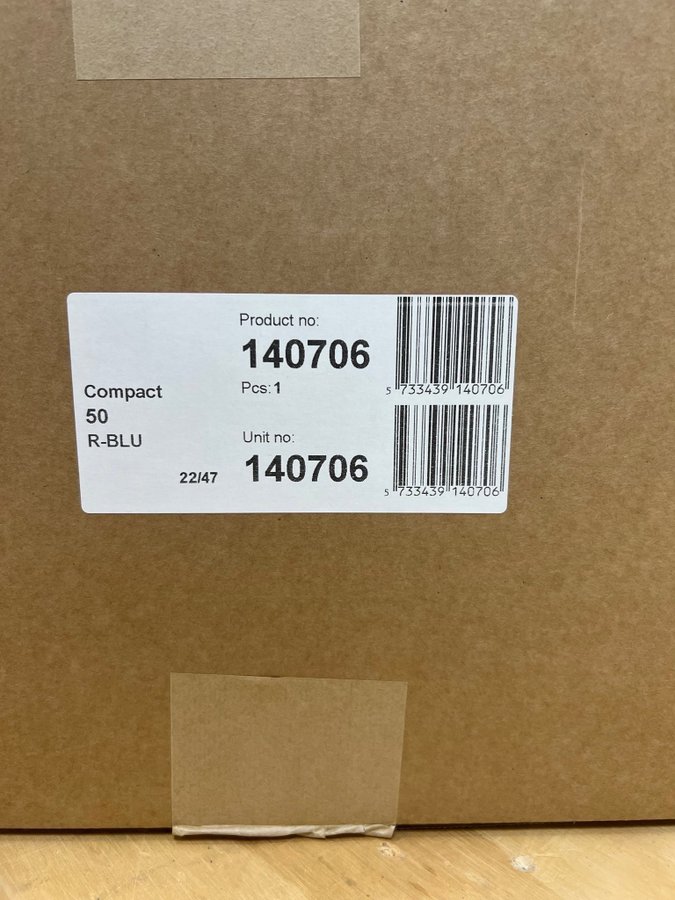 Compact
50
R-BLU
22/47
Product no:
140706
Pcs: 1
Unit no:
140706
5 733439 140706
5 733439 140706